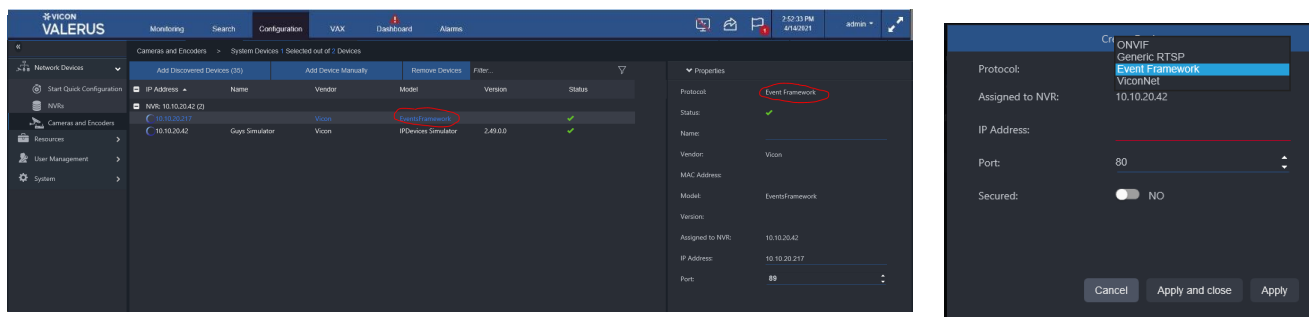 VICON
VALERUS
Monitoring Search Configuration VAX Dashboard Alarms
2:52:33 PM
4/14/2021
admin
Cameras and Encoders > System Devices 1 Selected out of 2 Devices
Network Devices
Start Quick Configuration
NVRs
Cameras and Encoders
Resources
User Management
System
Add Discovered Devices (35) Add Device Manually Remove Devices Filter...
IP Address Name Vendor Model Version Status
NVR: 10.10.20.42 (2)
10.10.20.217 Vicon EventsFramework
10.10.20.42 Guys Simulator Vicon IPDevices Simulator 2.49.0.0
Properties
Protocol: Event Framework
Status:
Name:
Vendor: Vicon
MAC Address:
Model: EventsFramework
Version:
Assigned to NVR: 10.10.20.42
IP Address: 10.10.20.217
Port: 89
ONVIF
Generic RTSP
Protocol: Event Framework
ViconNet
Assigned to NVR: 10.10.20.42
IP Address:
Port: 80
Secured: NO
Cancel Apply and close Apply